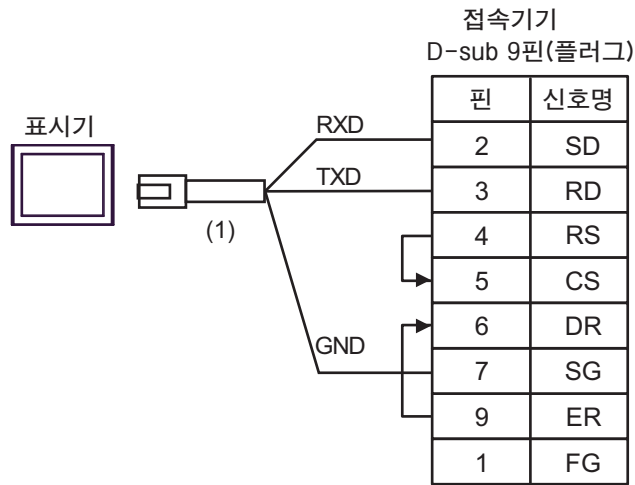 접속기기
D-sub 9핀(플러그)
표시기
(1)
RXD
TXD
GND
핀 신호명
2 SD
3 RD
4 RS
5 CS
6 DR
7 SG
9 ER
1 FG